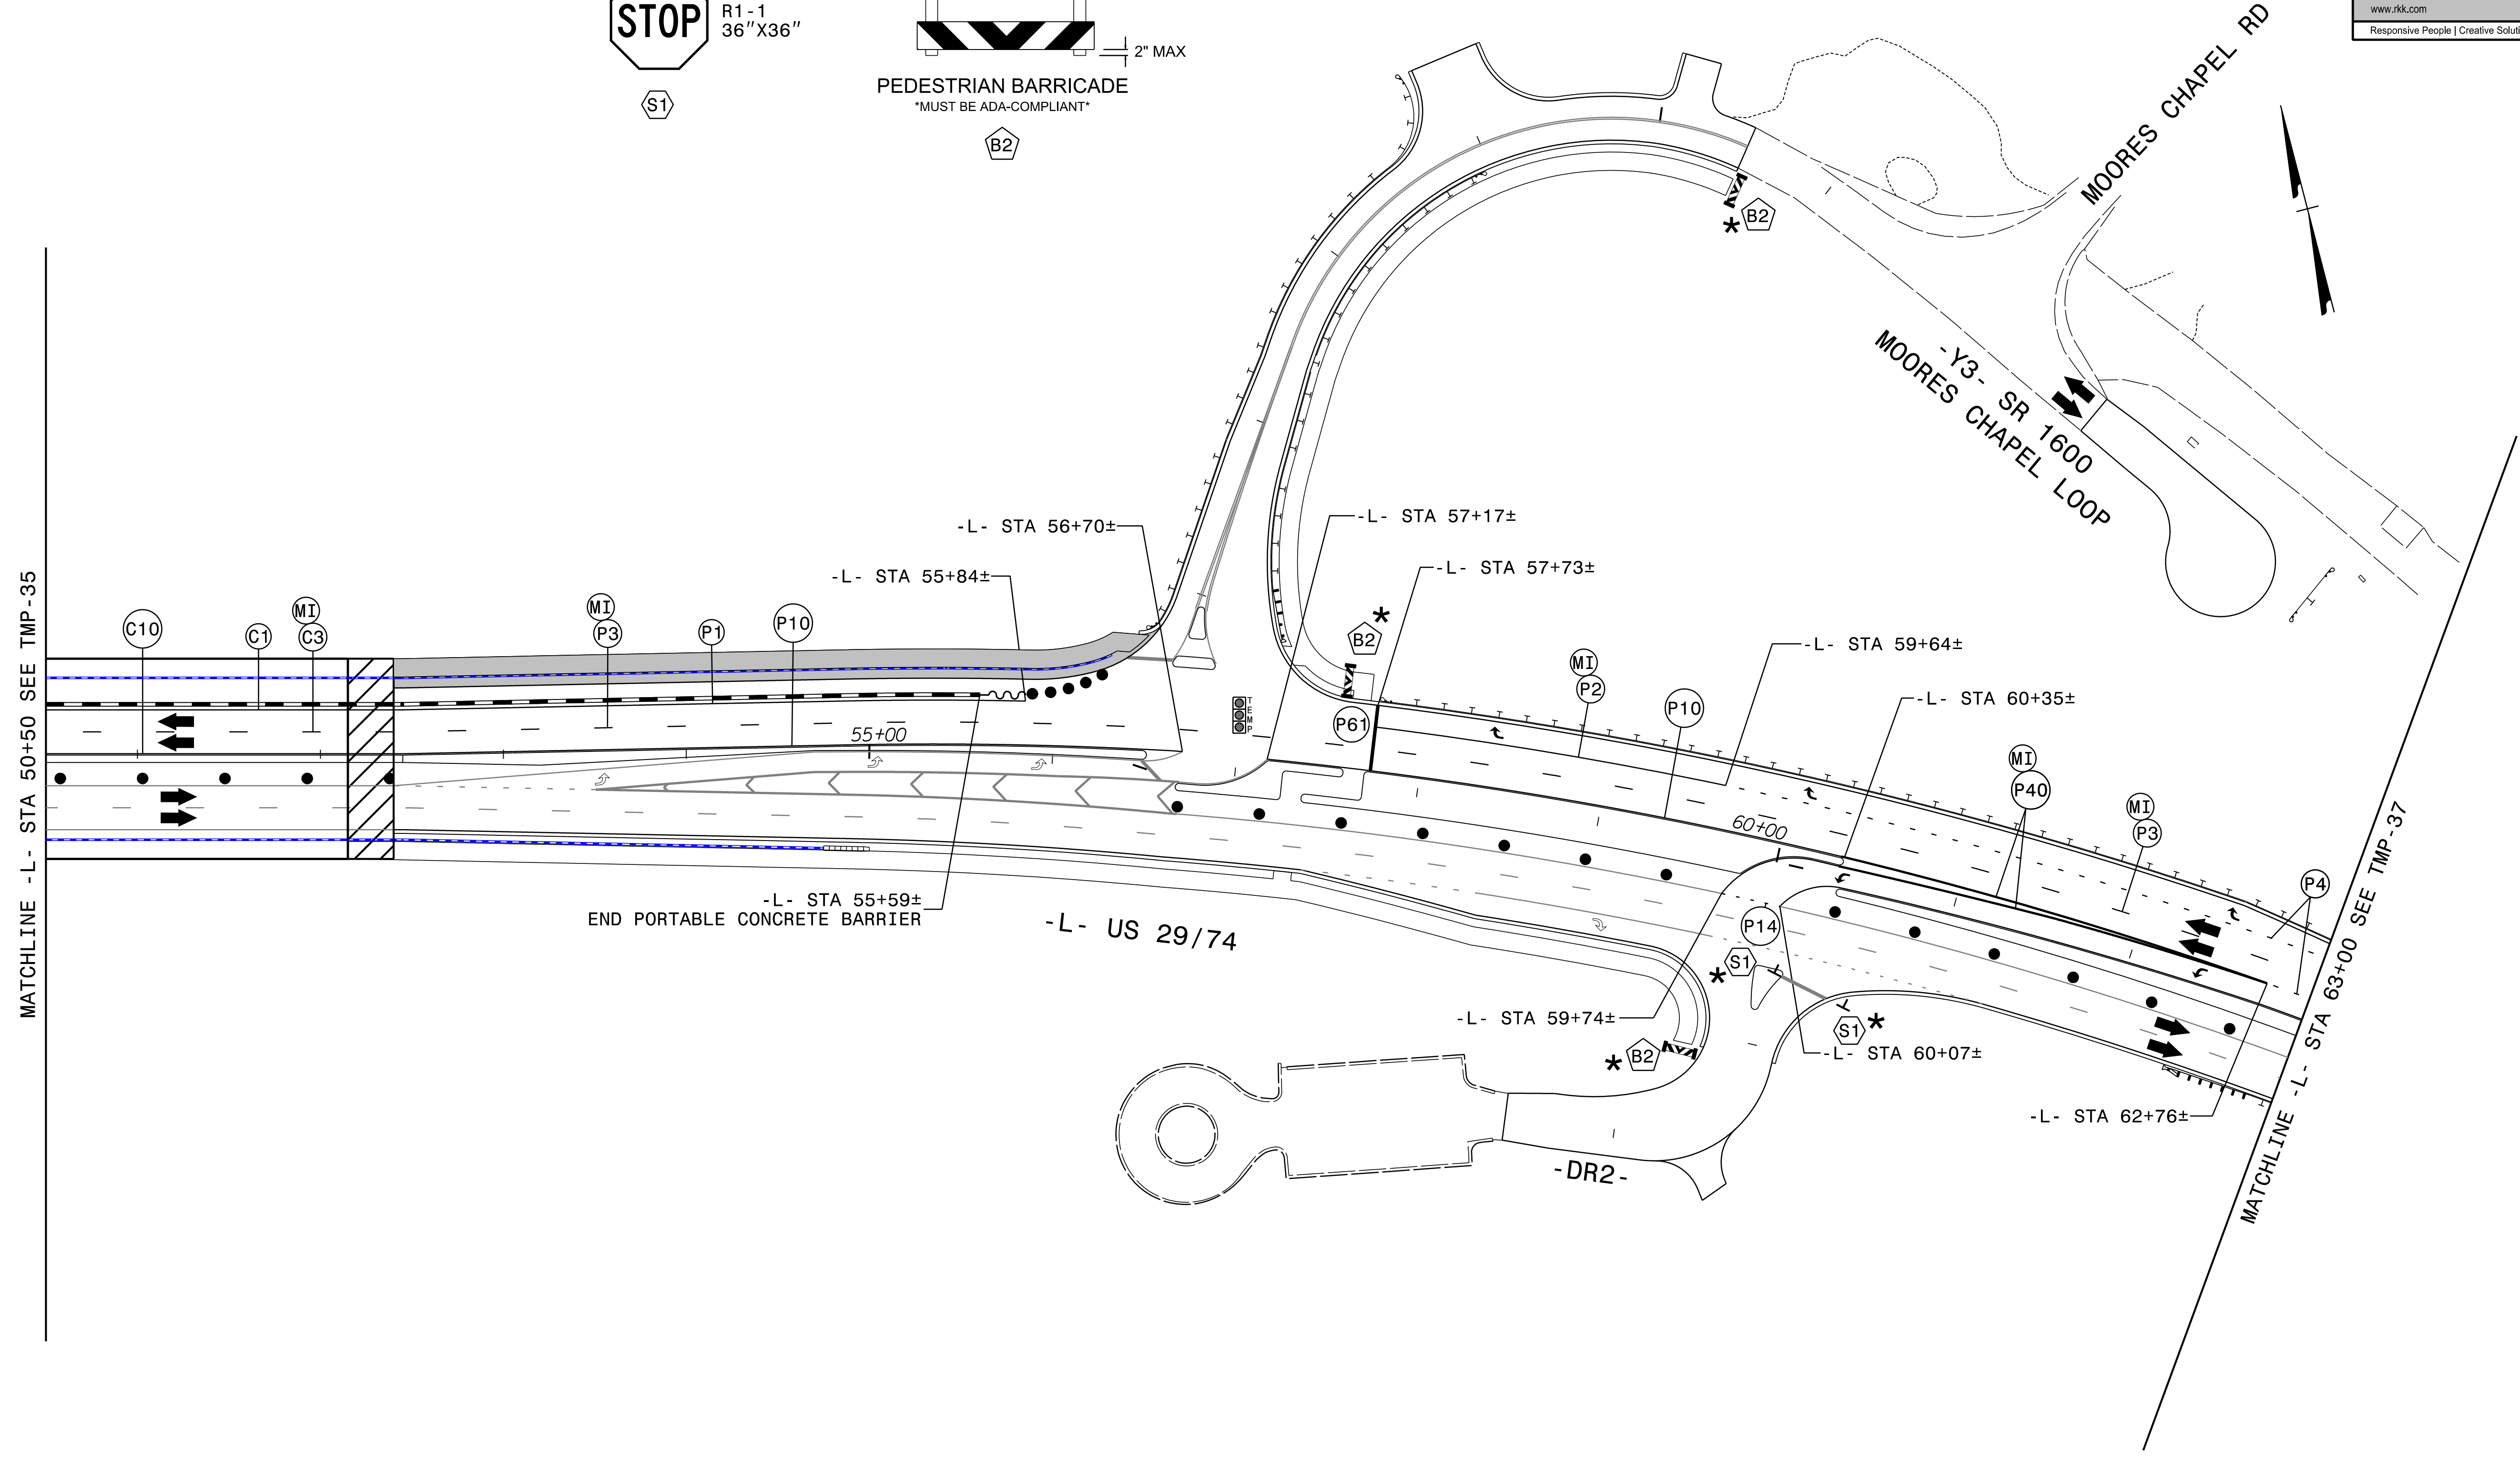 STOP
R1-1
36"X36"
S1
2" MAX
PEDESTRIAN BARRICADE
*MUST BE ADA-COMPLIANT*
B2
www.rkk.com
Responsive People | Creative Soluti
MOORES CHAPEL RD
* B2
-Y3- SR 1600
MOORES CHAPEL LOOP
MATCHLINE -L- STA 50+50 SEE TMP-35
-L- STA 56+70±
-L- STA 57+17±
-L- STA 55+84±
-L- STA 57+73±
C10
C1
MI
C3
MI
P3
P1
P10
B2 *
-L- STA 59+64±
MI
P2
P10
-L- STA 60+35±
TEMP
P61
55+00
60+00
MI
P40
MI
P3
P4
-L- STA 55+59±
END PORTABLE CONCRETE BARRIER
-L- US 29/74
P14
* S1
S1 *
-L- STA 59+74±
* B2
-L- STA 60+07±
-L- STA 62+76±
-DR2-
MATCHLINE -L- STA 63+00 SEE TMP-37